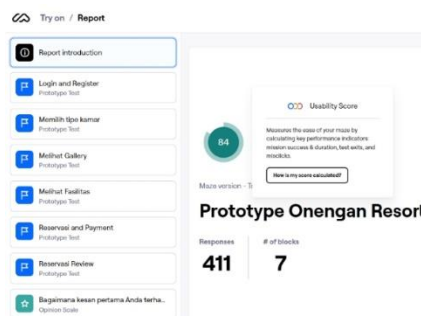 Try on / Report
Report introduction
Login and Register
Prototype Test
Memilih tipo kamar
Prototype Test
Melihat Gallery
Prototype Test
Melihat Fasilitas
Prototype Test
Reservasi and Payment
Prototype Test
Reservasi Review
Prototype Test
Bagaimana kesan pertama Anda terha...
Opinion Scale
84
Usability Score
Measures the ease of your maze by
calculating key performance indicators:
mission success & duration, test exits, and
misclicks.
How is my score calculated?
Maze version - T
Prototype Onengan Resort
Responses
# of blocks
411
7